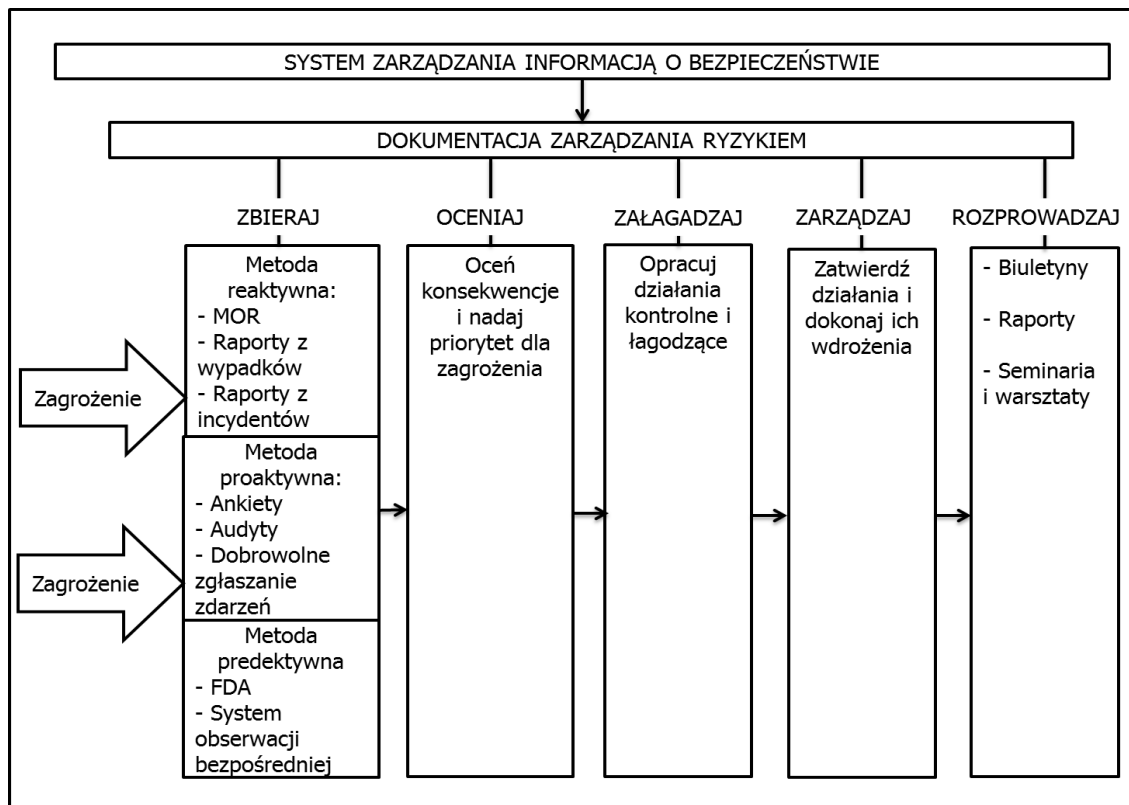 SYSTEM ZARZĄDZANIA INFORMACJĄ O BEZPIECZEŃSTWIE
DOKUMENTACJA ZARZĄDZANIA RYZYKIEM
ZBIERAJ
OCENIAJ
ZAŁAGADZAJ
ZARZĄDZAJ
ROZPROWADZAJ
Zagrożenie
Zagrożenie
Metoda
reaktywna:
- MOR
- Raporty z
wypadków
- Raporty z
incydentów
Metoda
proaktywna:
- Ankiety
- Audyty
- Dobrowolne
zgłaszanie
zdarzeń
Metoda
predektywna
- FDA
- System
obserwacji
bezpośredniej
Oceń
konsekwencje
i nadaj
priorytet dla
zagrożenia
Opracuj
działania
kontrolne i
łagodzące
Zatwierdź
działania i
dokonaj ich
wdrożenia
- Biuletyny
- Raporty
- Seminaria
i warsztaty